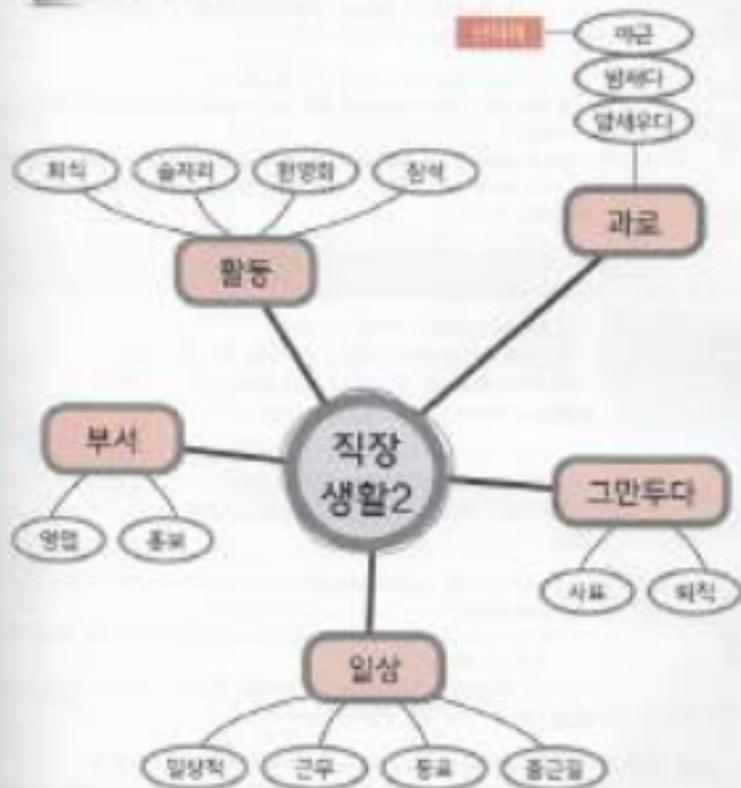 야근
밤새다
밤새우다
회식
술자리
환영회
참석
과로
활동
부서
직장
생활2
그만두다
영업
홍보
사표
퇴직
일상
일상적
근무
동료
출근길